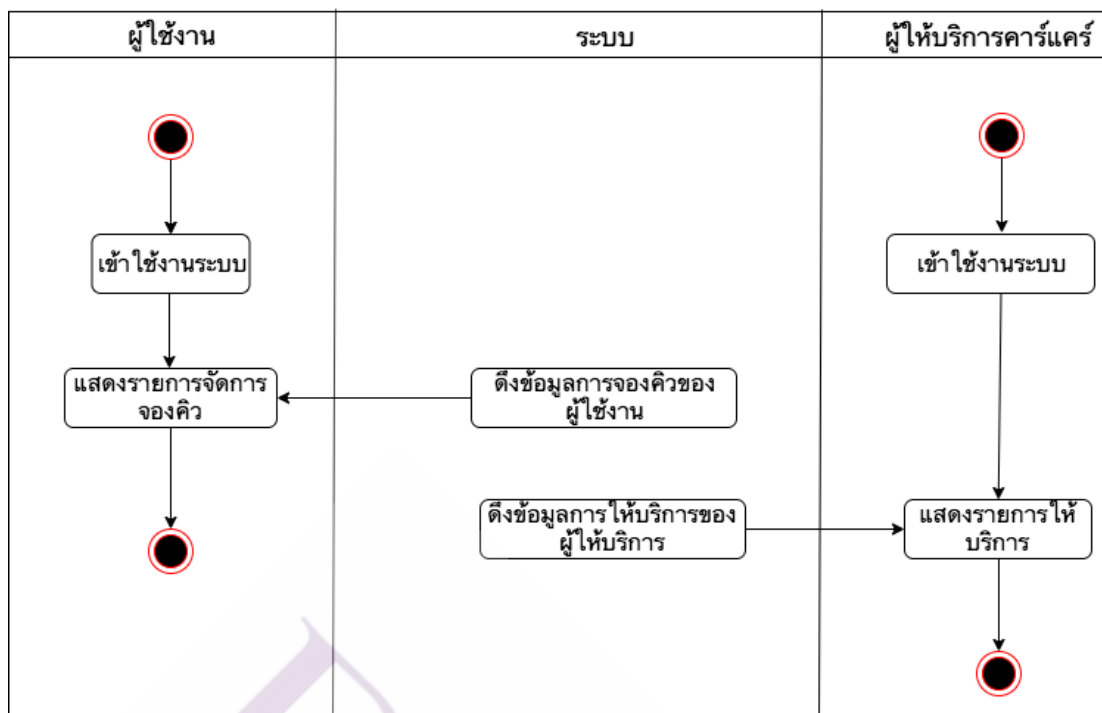 ผู้ใช้งาน
ระบบ
ผู้ให้บริการคาร์แคร์
เข้าใช้งานระบบ
เข้าใช้งานระบบ
แสดงรายการจัดการ
จองคิว
ดึงข้อมูลการจองคิวของ
ผู้ใช้งาน
ดึงข้อมูลการให้บริการของ
ผู้ให้บริการ
แสดงรายการให้
บริการ